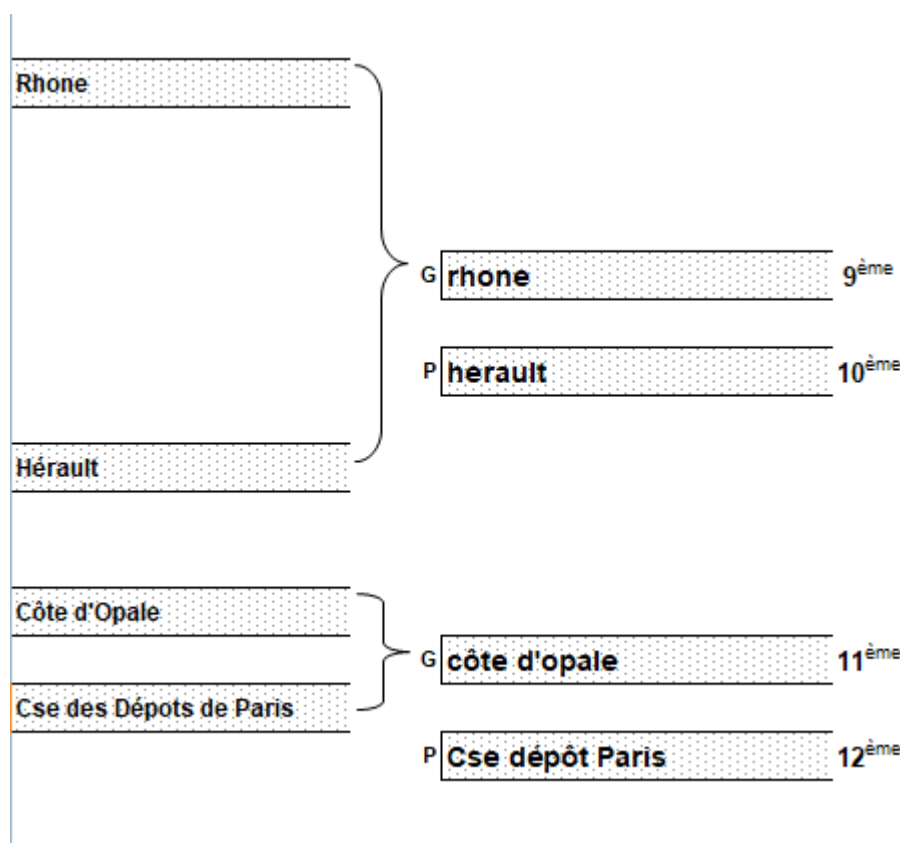 Rhone
G rhone 9ème
P herault 10ème
Hérault
Côte d'Opale
G côte d'opale 11ème
Cse des Dépots de Paris
P Cse dépôt Paris 12ème